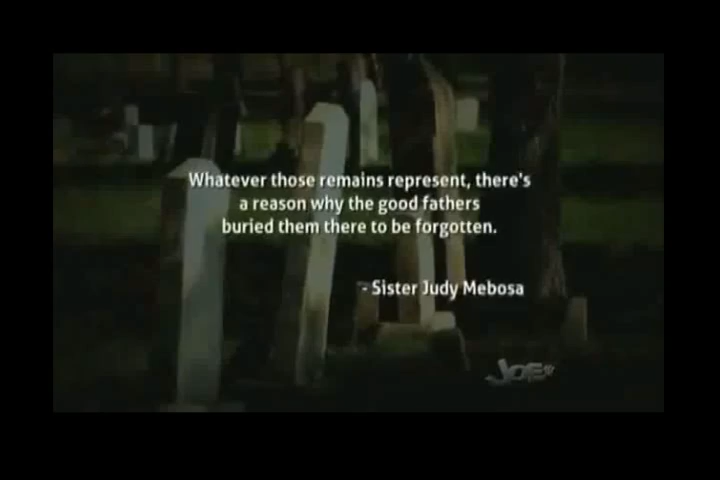 Whatever those remains represent, there's
a reason why the good fathers
buried them there to be forgotten.
- Sister Judy Mebosa
JOE